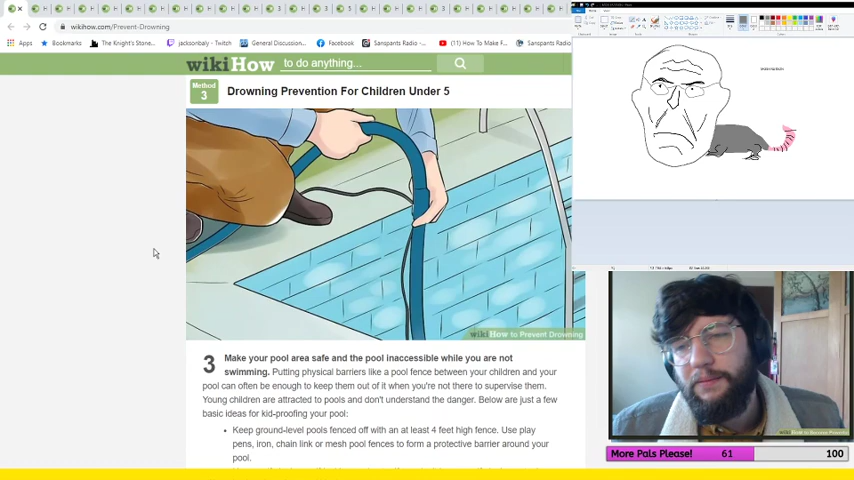 wikihow.com/Prevent-Drowning
Apps
Bookmarks
The Knight's Stone...
jacksonbaly - Twitch
General Discussion...
Facebook
Sanspants Radio
(11) How To Make F...
Sanspants Radio
wikiHow to do anything...
Method
3
Drowning Prevention For Children Under 5
wikiHow to Prevent Drowning
3 Make your pool area safe and the pool inaccessible while you are not
swimming. Putting physical barriers like a pool fence between your children and your
pool can often be enough to keep them out of it when you're not there to supervise them.
Young children are attracted to pools and don't understand the danger. Below are just a few
basic ideas for kid-proofing your pool:
• Keep ground-level pools fenced off with an at least 4 feet high fence. Use play
pens, iron, chain link or mesh pool fences to form a protective barrier around your
pool.
More Pals Please! 61 100